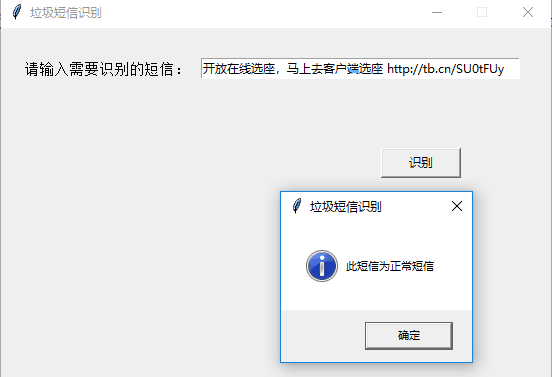 垃圾短信识别
请输入需要识别的短信：
开放在线选座，马上去客户端选座 http://tb.cn/SU0tFUy
识别
垃圾短信识别
此短信为正常短信
确定